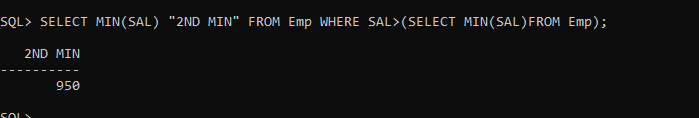 SQL> SELECT MIN(SAL) "2ND MIN" FROM Emp WHERE SAL>(SELECT MIN(SAL)FROM Emp);
2ND MIN
----------
950
SQL>